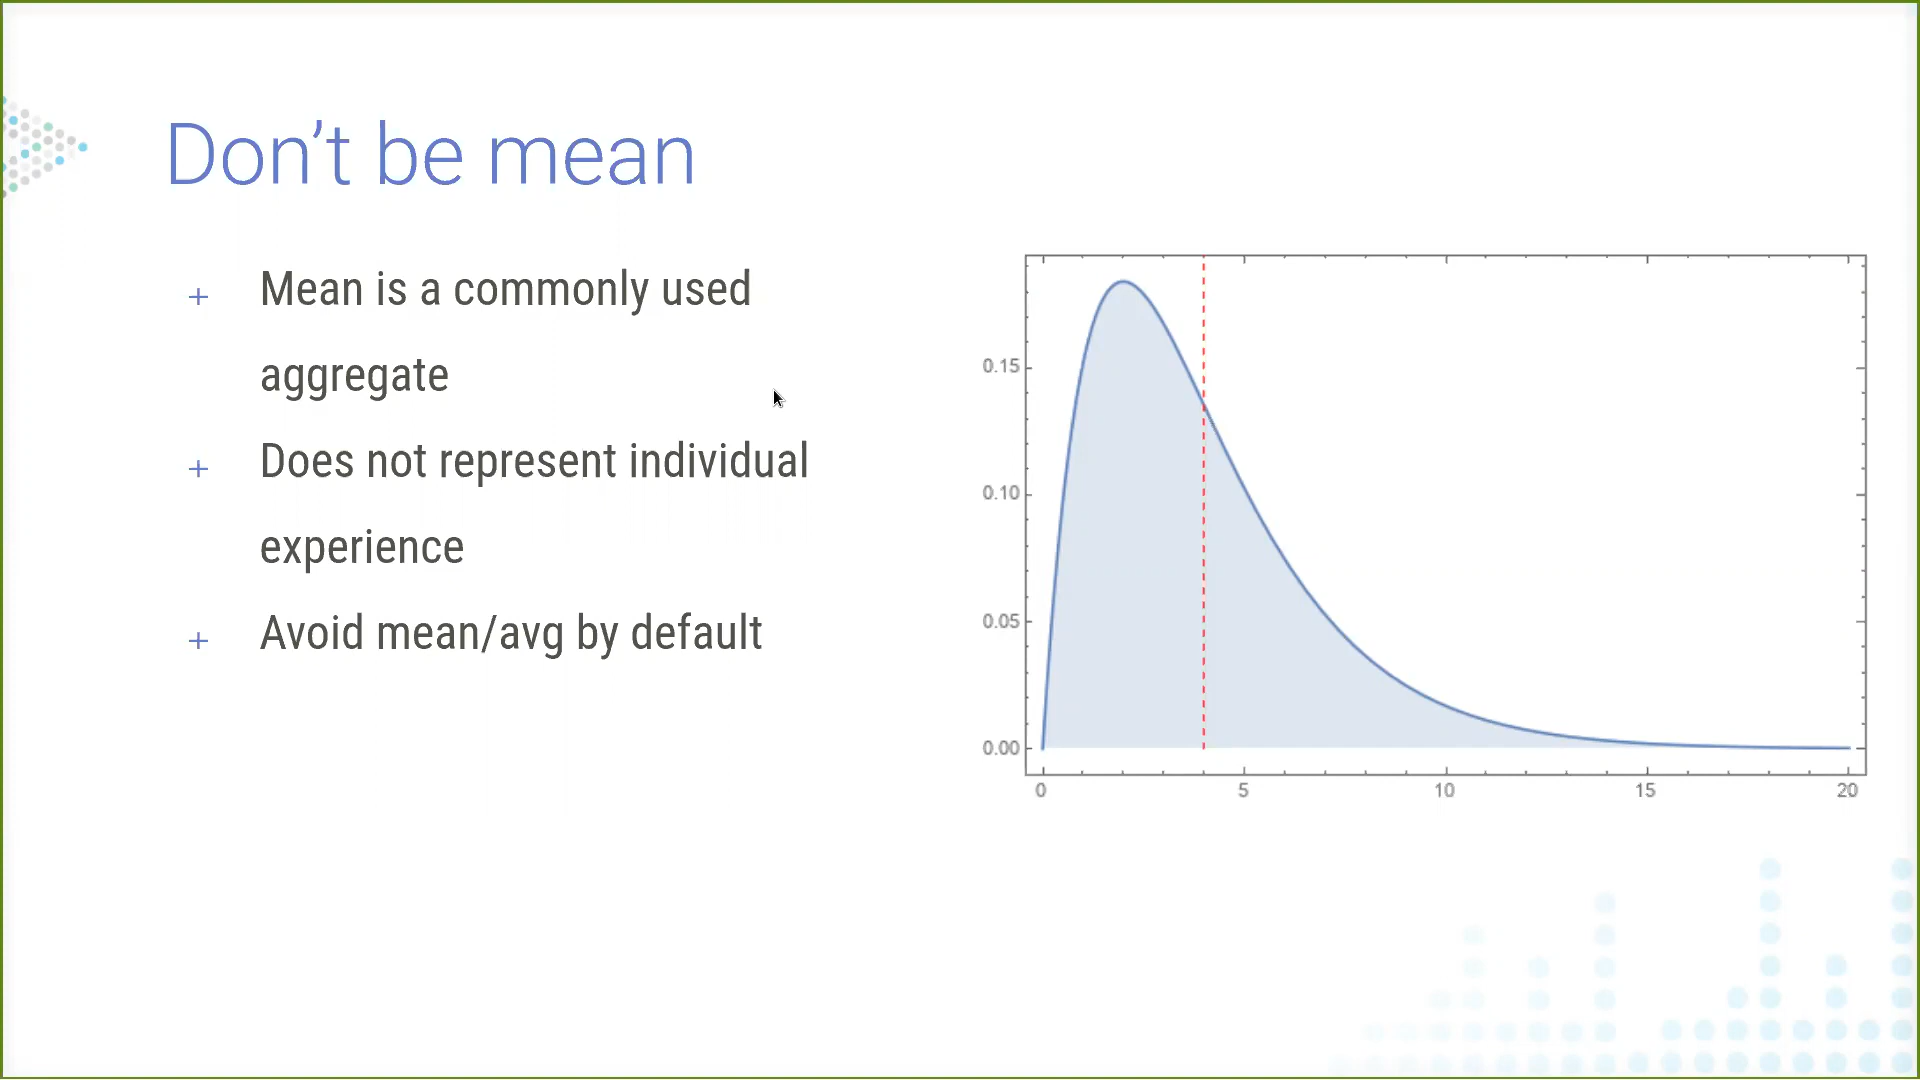 Don’t be mean
+ Mean is a commonly used
aggregate
+ Does not represent individual
experience
+ Avoid mean/avg by default
0.15
0.10
0.05
0.00
0 5 10 15 20